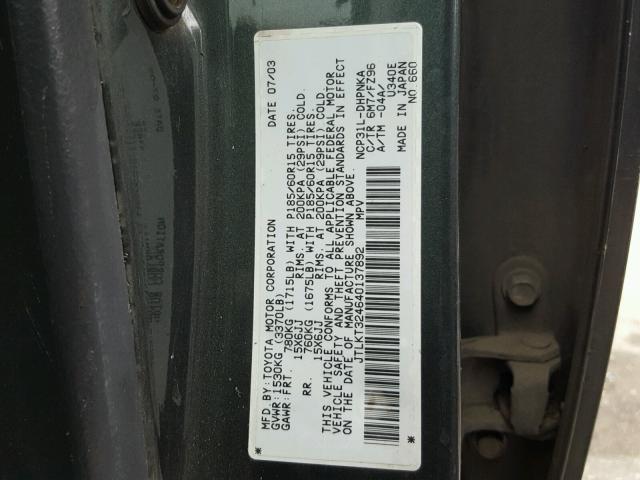 MFD.BY:TOYOTA MOTOR CORPORATION DATE 07/03
GVWR:1530KG (3370LB)
GAWR:FRT. 780KG (1715LB) WITH P185/60R15 TIRES.
15X6JJ RIMS. AT 200KPA (29PSI) COLD.
RR. 760KG (1675LB) WITH P185/60R15 TIRES.
15X6JJ RIMS. AT 200KPA (29PSI) COLD.
THIS VEHICLE CONFORMS TO ALL APPLICABLE FEDERAL MOTOR
VEHICLE SAFETY AND THEFT PREVENTION STANDARDS IN EFFECT
ON THE DATE OF MANUFACTURE SHOWN ABOVE.
JTLKT324640137892 NCP31L-DHPNKA
MPV C/TR 6M7/FZ96
A/TM -04A/ U340E
MADE IN JAPAN
NO.660